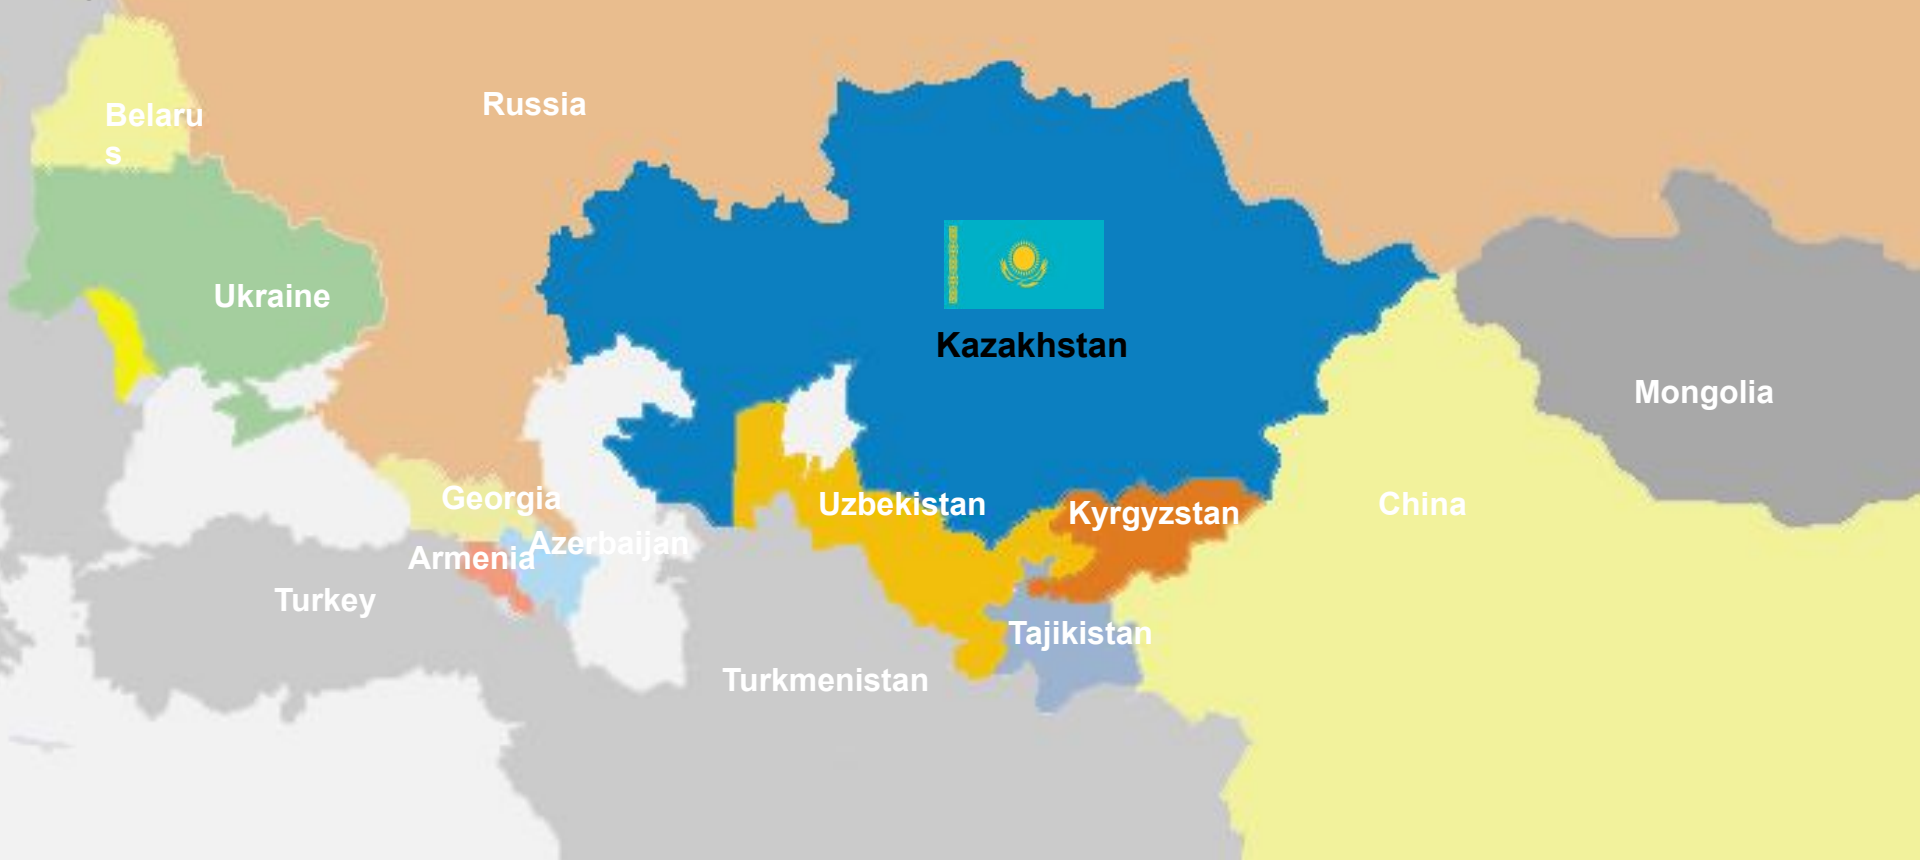 Russia
Belaru
s
Ukraine
Kazakhstan
Mongolia
Georgia
Uzbekistan
Kyrgyzstan
China
Armenia
Azerbaijan
Turkey
Tajikistan
Turkmenistan